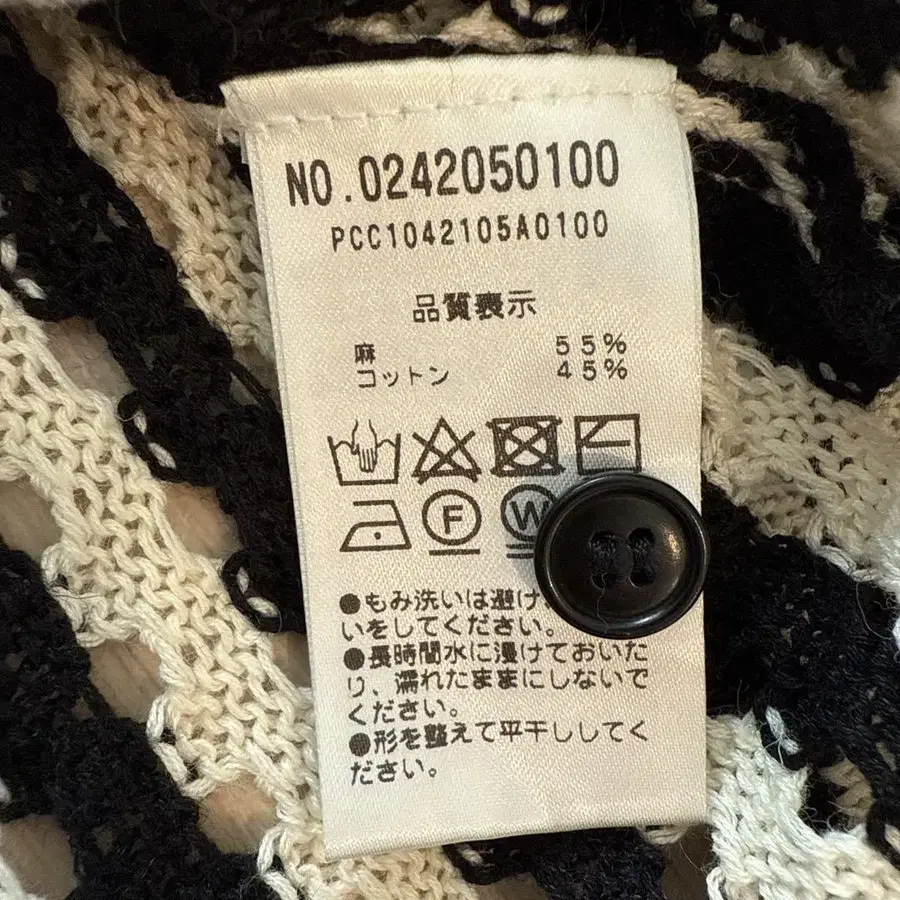 NO.0242050100
PCC1042105A0100
品質表示
麻 55%
コットン 45%
F W
●もみ洗いは避け
いをしてください。
●長時間水に浸けておいた
り、濡れたままにしないで
ください。
●形を整えて平干ししてく
ださい。